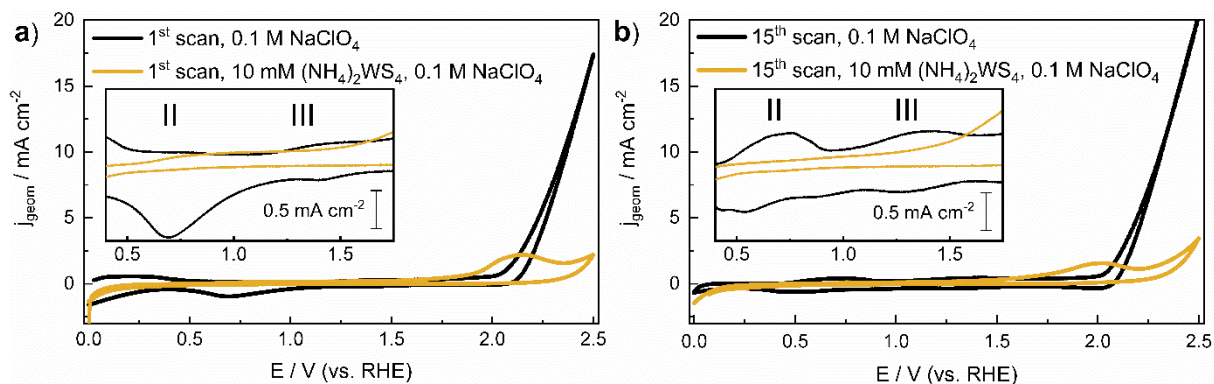 a)
20
15
10
5
0
j_geom / mA cm⁻²
1ˢᵗ scan, 0.1 M NaClO₄
1ˢᵗ scan, 10 mM (NH₄)₂WS₄, 0.1 M NaClO₄
II III
0.5 mA cm⁻²
0.5 1.0 1.5
0.0 0.5 1.0 1.5 2.0 2.5
E / V (vs. RHE)
b)
20
15
10
5
0
j_geom / mA cm⁻²
15ᵗʰ scan, 0.1 M NaClO₄
15ᵗʰ scan, 10 mM (NH₄)₂WS₄, 0.1 M NaClO₄
II III
0.5 mA cm⁻²
0.5 1.0 1.5
0.0 0.5 1.0 1.5 2.0 2.5
E / V (vs. RHE)